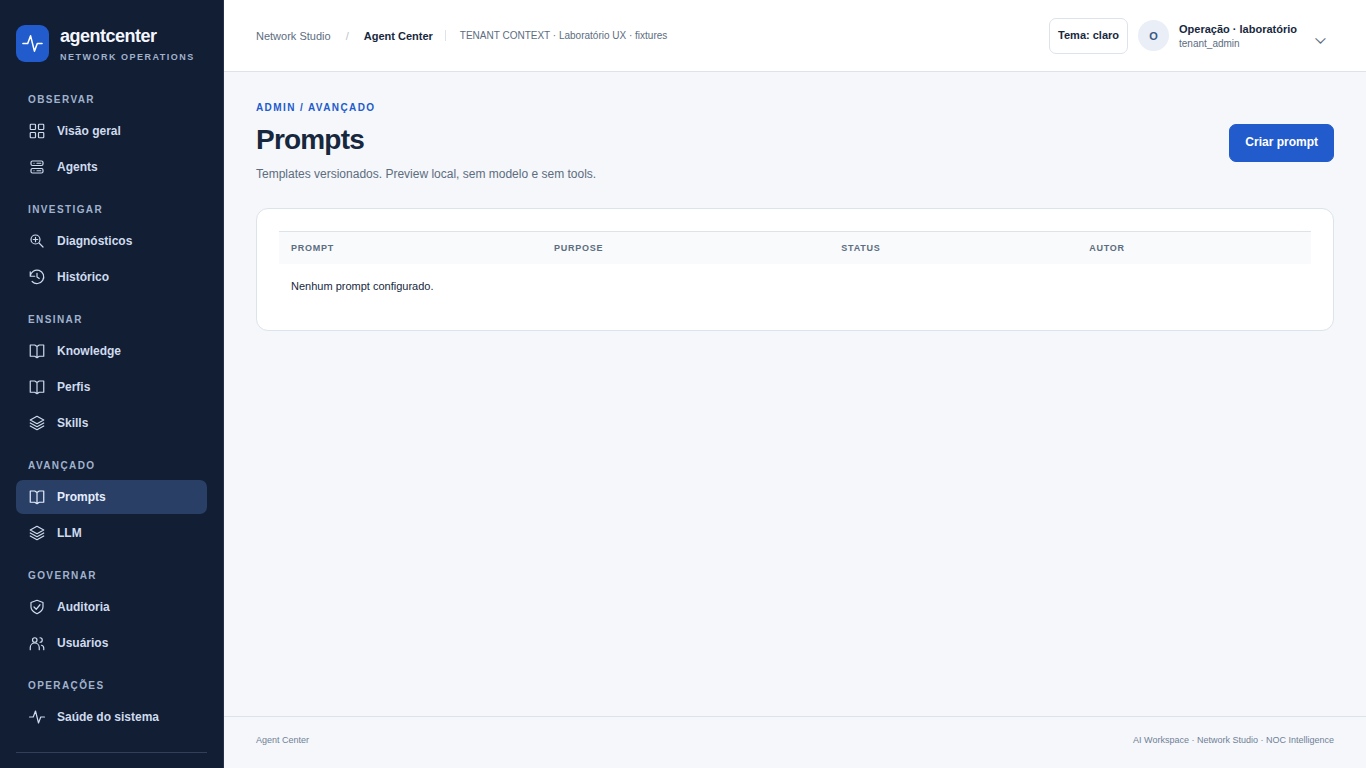 agentcenter
NETWORK OPERATIONS
OBSERVAR
Visão geral
Agents
INVESTIGAR
Diagnósticos
Histórico
ENSINAR
Knowledge
Perfis
Skills
AVANÇADO
Prompts
LLM
GOVERNAR
Auditoria
Usuários
OPERAÇÕES
Saúde do sistema
Network Studio / Agent Center TENANT CONTEXT · Laboratório UX · fixtures
Tema: claro
O
Operação · laboratório
tenant_admin
ADMIN / AVANÇADO
Prompts
Templates versionados. Preview local, sem modelo e sem tools.
Criar prompt
PROMPT PURPOSE STATUS AUTOR
Nenhum prompt configurado.
Agent Center
AI Workspace · Network Studio · NOC Intelligence